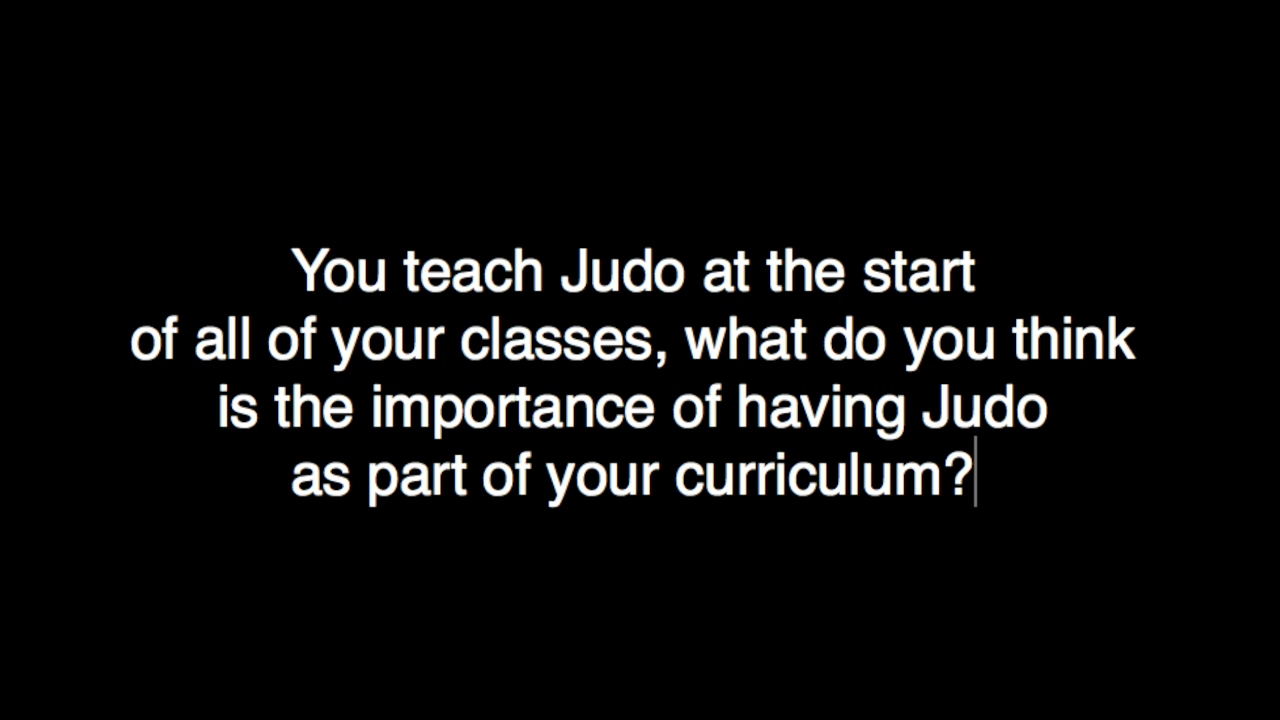 You teach Judo at the start
of all of your classes, what do you think
is the importance of having Judo
as part of your curriculum?